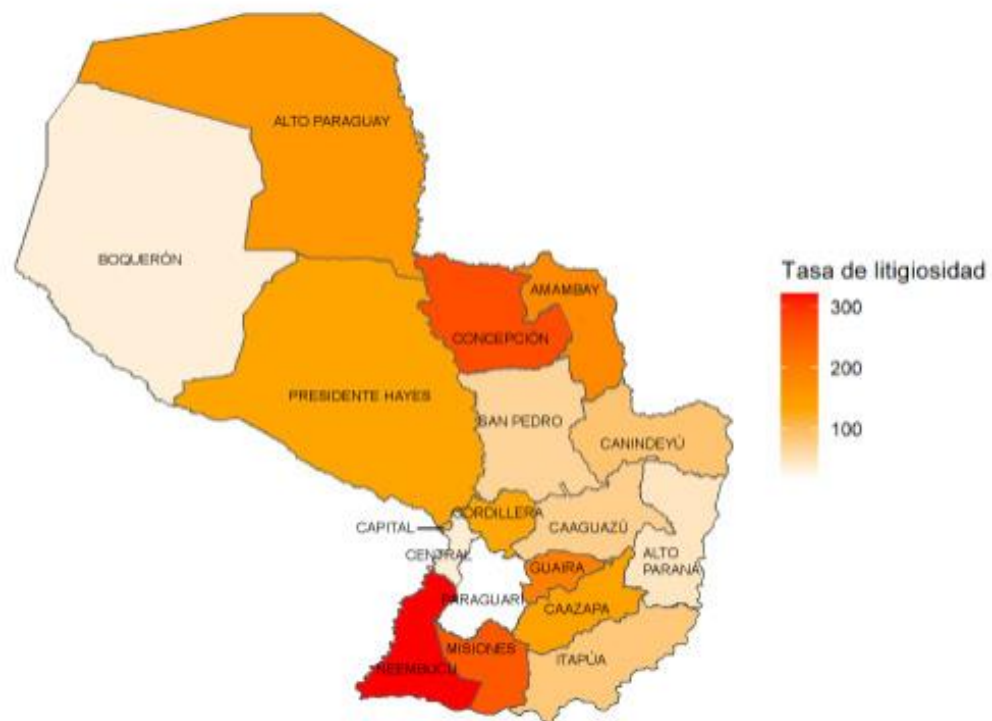 ALTO PARAGUAY
BOQUERÓN
Tasa de litigiosidad
AMAMBAY
300
CONCEPCIÓN
200
PRESIDENTE HAYES
SAN PEDRO
100
CANINDEYÚ
CORDILLERA
CAPITAL
CAAGUAZÚ
CENTRAL
ALTO
PARANÁ
GUAIRA
PARAGUARÍ
CAAZAPA
MISIONES
ITAPÚA